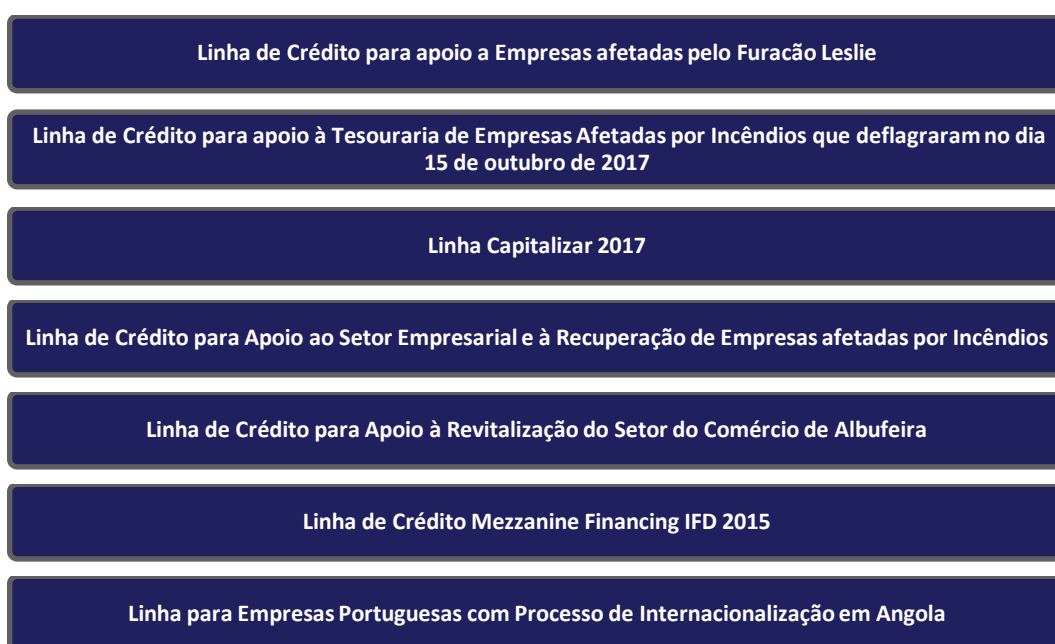 Linha de Crédito para apoio a Empresas afetadas pelo Furacão Leslie
Linha de Crédito para apoio à Tesouraria de Empresas Afetadas por Incêndios que deflagraram no dia
15 de outubro de 2017
Linha Capitalizar 2017
Linha de Crédito para Apoio ao Setor Empresarial e à Recuperação de Empresas afetadas por Incêndios
Linha de Crédito para Apoio à Revitalização do Setor do Comércio de Albufeira
Linha de Crédito Mezzanine Financing IFD 2015
Linha para Empresas Portuguesas com Processo de Internacionalização em Angola